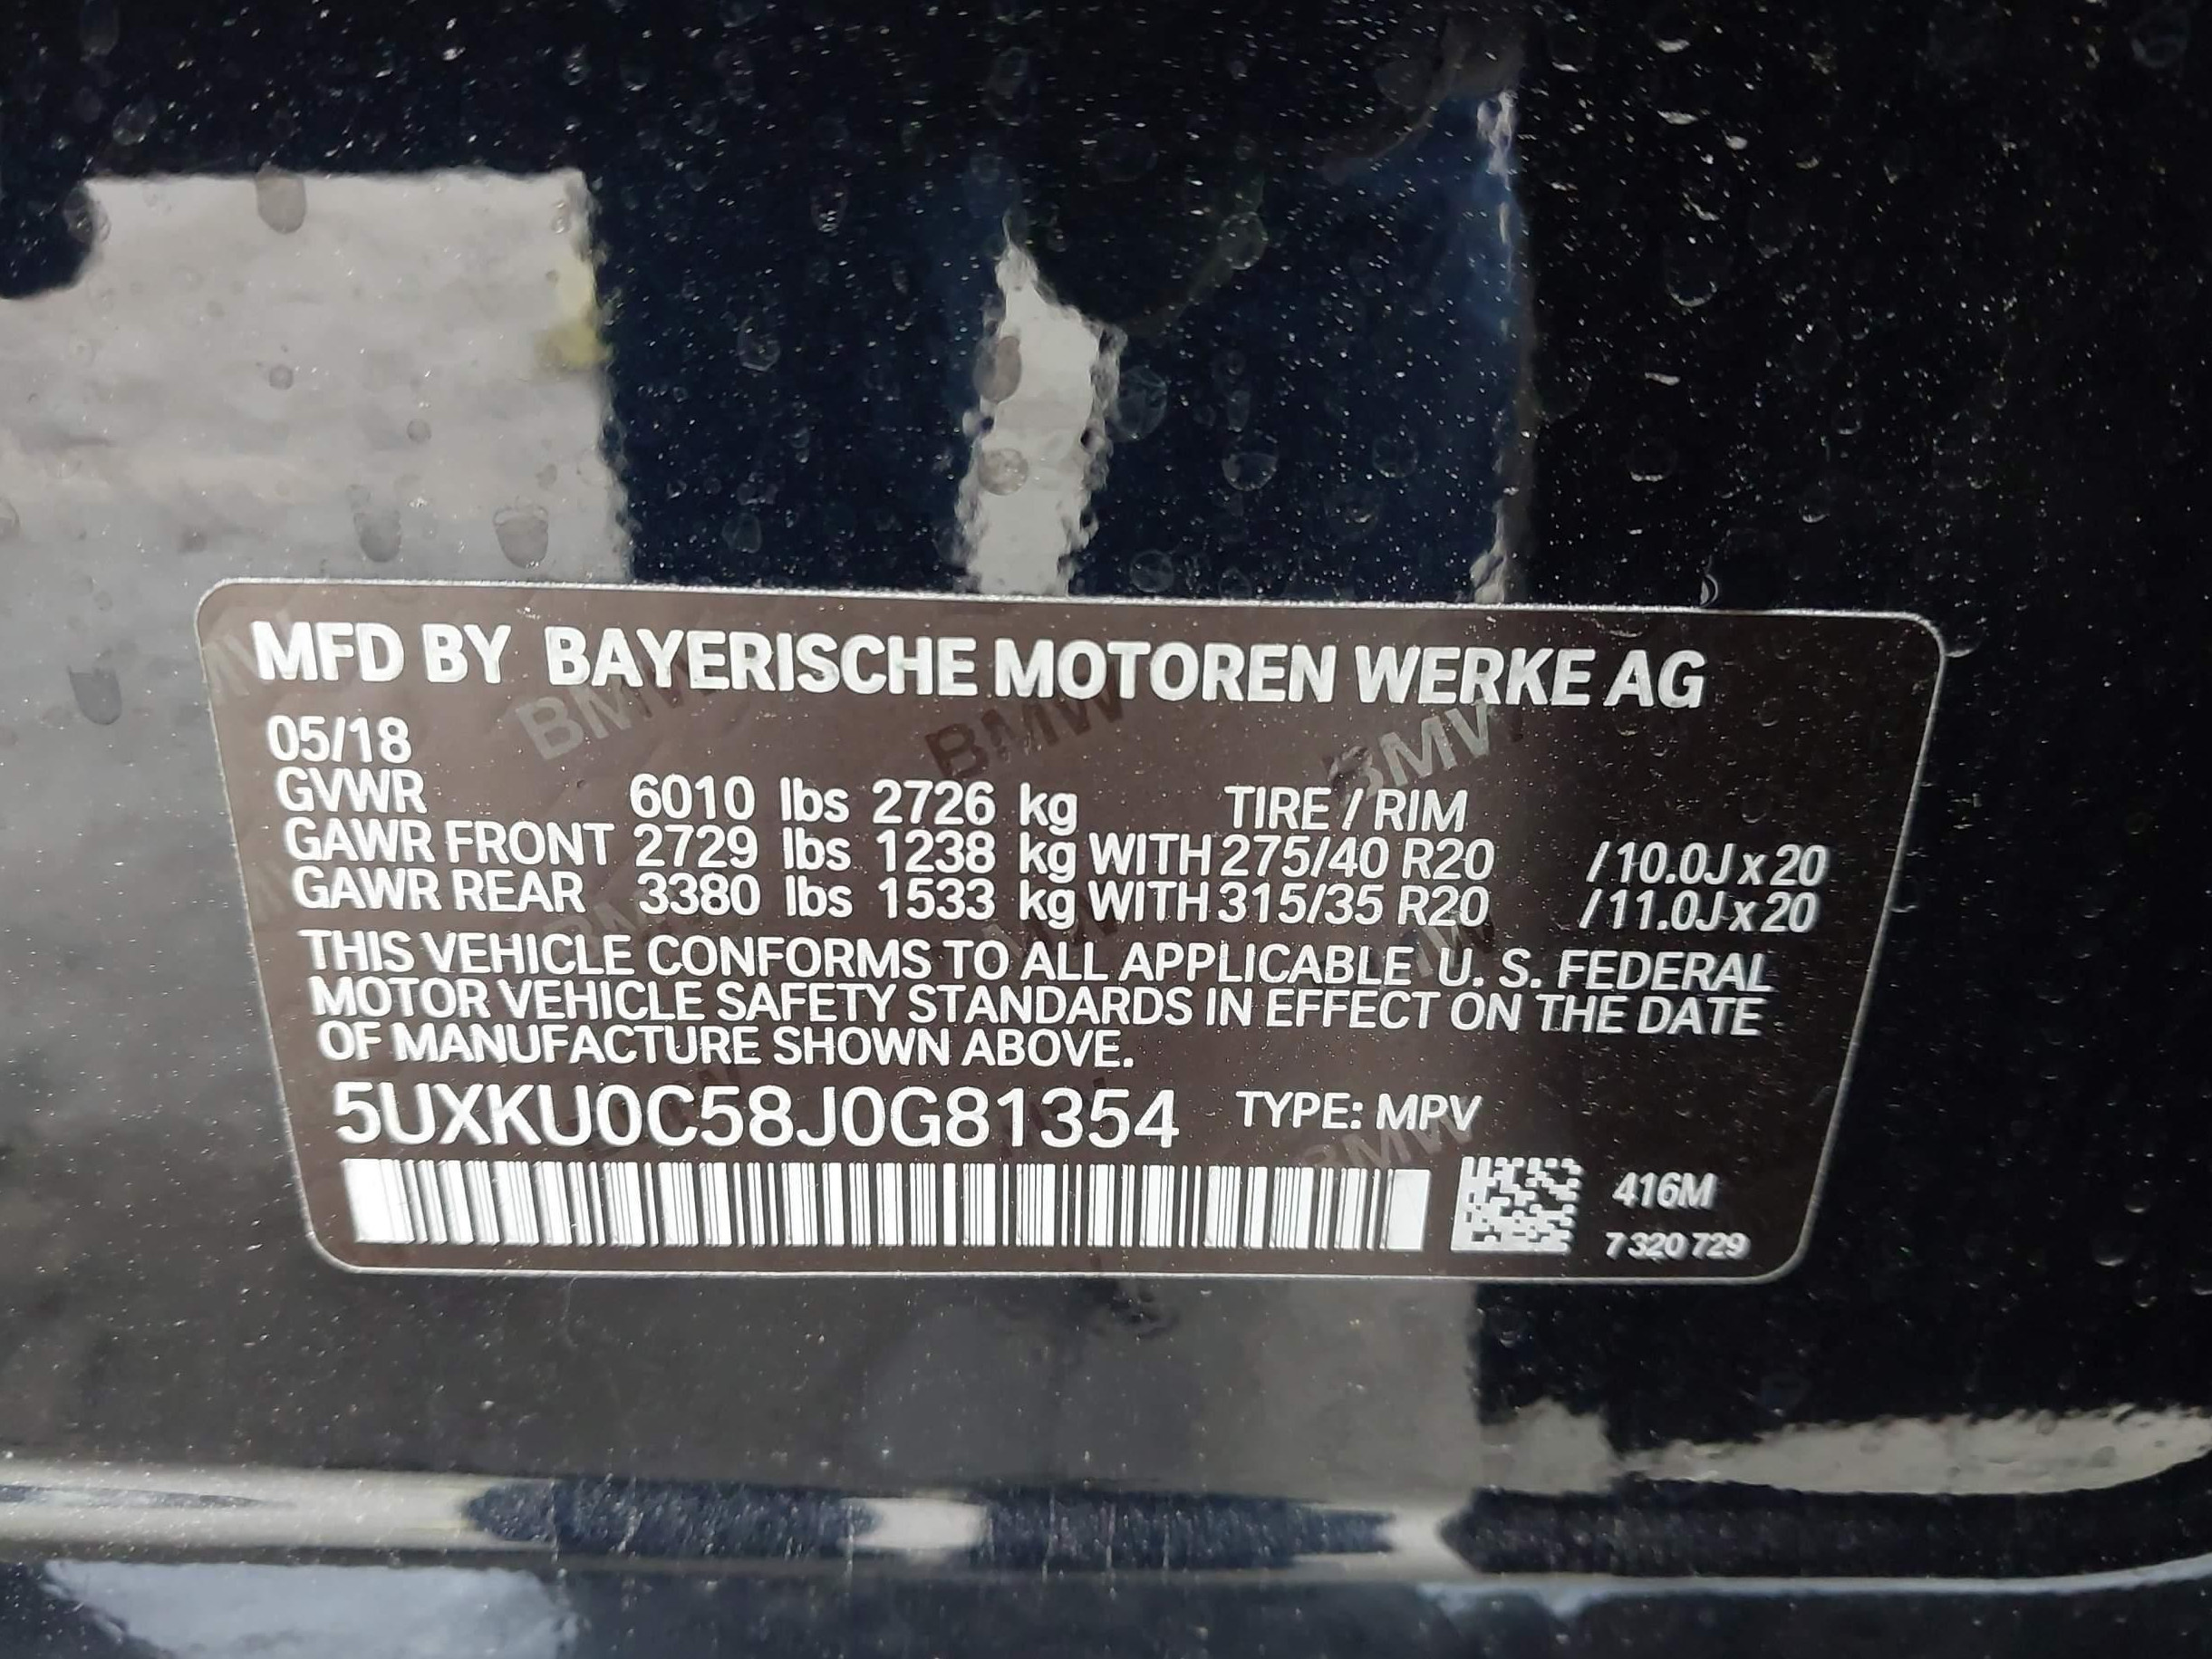 MFD BY BAYERISCHE MOTOREN WERKE AG
05/18
GVWR 6010 lbs 2726 kg TIRE / RIM
GAWR FRONT 2729 lbs 1238 kg WITH 275/40 R20 / 10.0J x 20
GAWR REAR 3380 lbs 1533 kg WITH 315/35 R20 / 11.0J x 20
THIS VEHICLE CONFORMS TO ALL APPLICABLE U. S. FEDERAL
MOTOR VEHICLE SAFETY STANDARDS IN EFFECT ON THE DATE
OF MANUFACTURE SHOWN ABOVE.
5UXKU0C58J0G81354 TYPE: MPV
416M
7 320 729